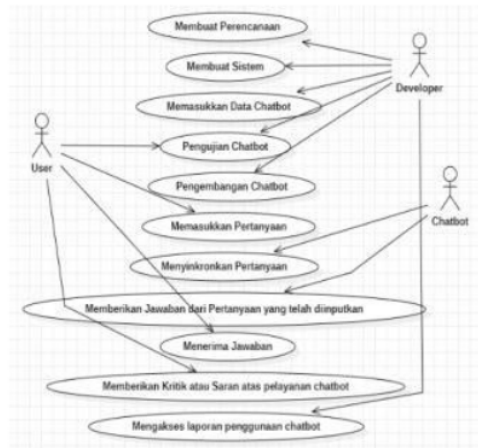 Membuat Perencanaan
Membuat Sistem
Developer
Memasukkan Data Chatbot
Pengujian Chatbot
User
Pengembangan Chatbot
Memasukkan Pertanyaan
Chatbot
Menyinkronkan Pertanyaan
Memberikan Jawaban dari Pertanyaan yang telah diinputkan
Menerima Jawaban
Memberikan Kritik atau Saran atas pelayanan chatbot
Mengakses laporan penggunaan chatbot